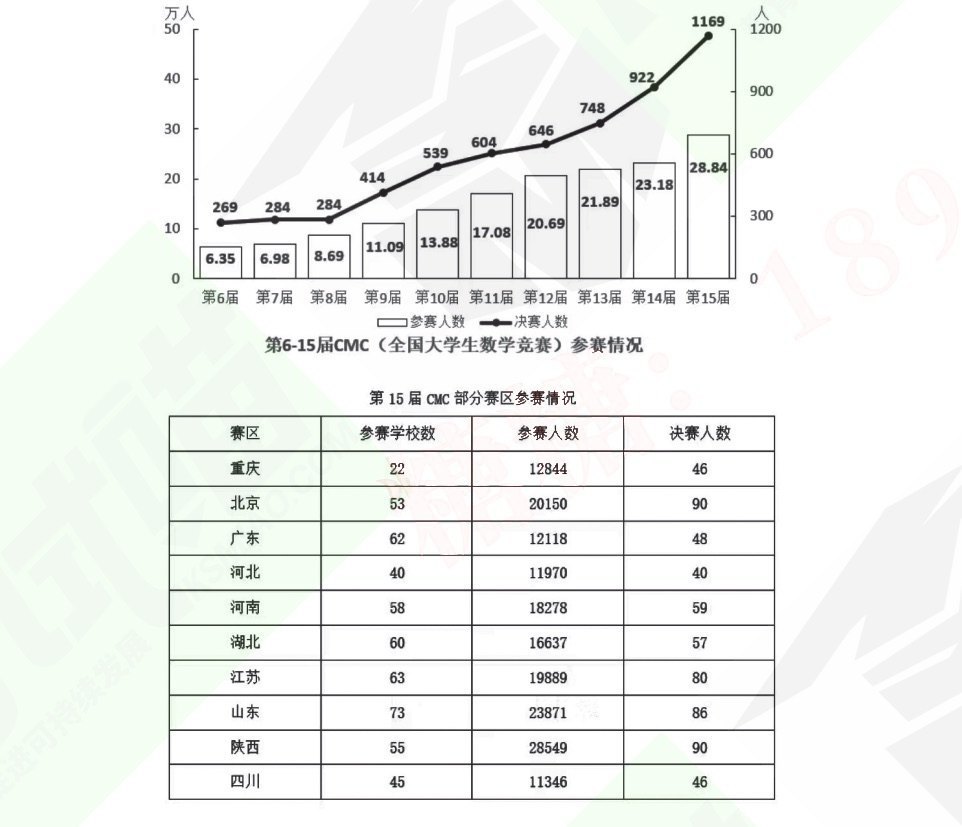 万人 人
50 1200
1169
40 922 900
748
30 604 646 600
539
20 414 28.84
269 284 284 20.69 21.89 23.18 300
10 11.09 13.88 17.08
6.35 6.98 8.69
0 0
第6届 第7届 第8届 第9届 第10届 第11届 第12届 第13届 第14届 第15届
参赛人数 决赛人数
第6-15届CMC（全国大学生数学竞赛）参赛情况
第 15 届 CMC 部分赛区参赛情况
赛区 参赛学校数 参赛人数 决赛人数
重庆 22 12844 46
北京 53 20150 90
广东 62 12118 48
河北 40 11970 40
河南 58 18278 59
湖北 60 16637 57
江苏 63 19889 80
山东 73 23871 86
陕西 55 28549 90
四川 45 11346 46